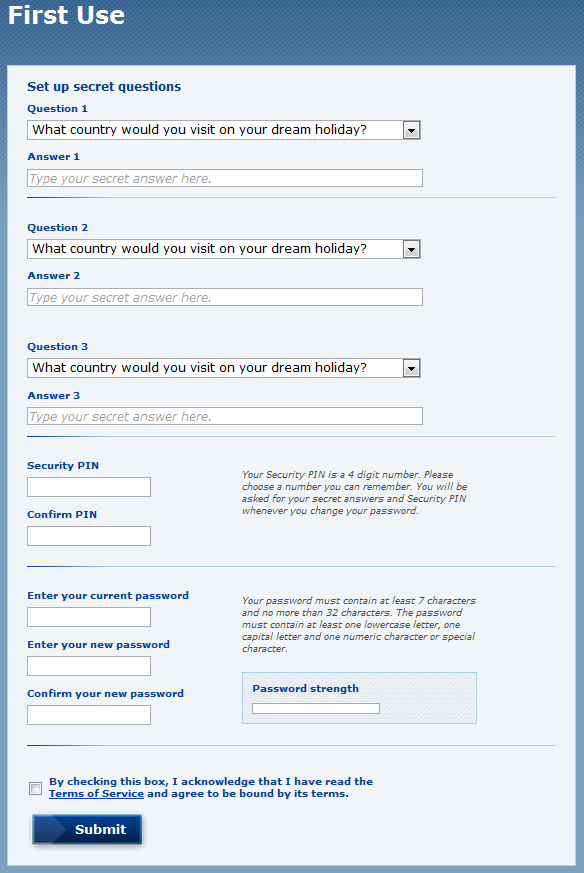 First Use
Set up secret questions
Question 1
What country would you visit on your dream holiday?
Answer 1
Type your secret answer here.
Question 2
What country would you visit on your dream holiday?
Answer 2
Type your secret answer here.
Question 3
What country would you visit on your dream holiday?
Answer 3
Type your secret answer here.
Security PIN
Your Security PIN is a 4 digit number. Please
choose a number you can remember. You will be
asked for your secret answers and Security PIN
whenever you change your password.
Confirm PIN
Enter your current password
Your password must contain at least 7 characters
and no more than 32 characters. The password
must contain at least one lowercase letter, one
capital letter and one numeric character or special
character.
Enter your new password
Confirm your new password
Password strength
By checking this box, I acknowledge that I have read the
Terms of Service and agree to be bound by its terms.
Submit